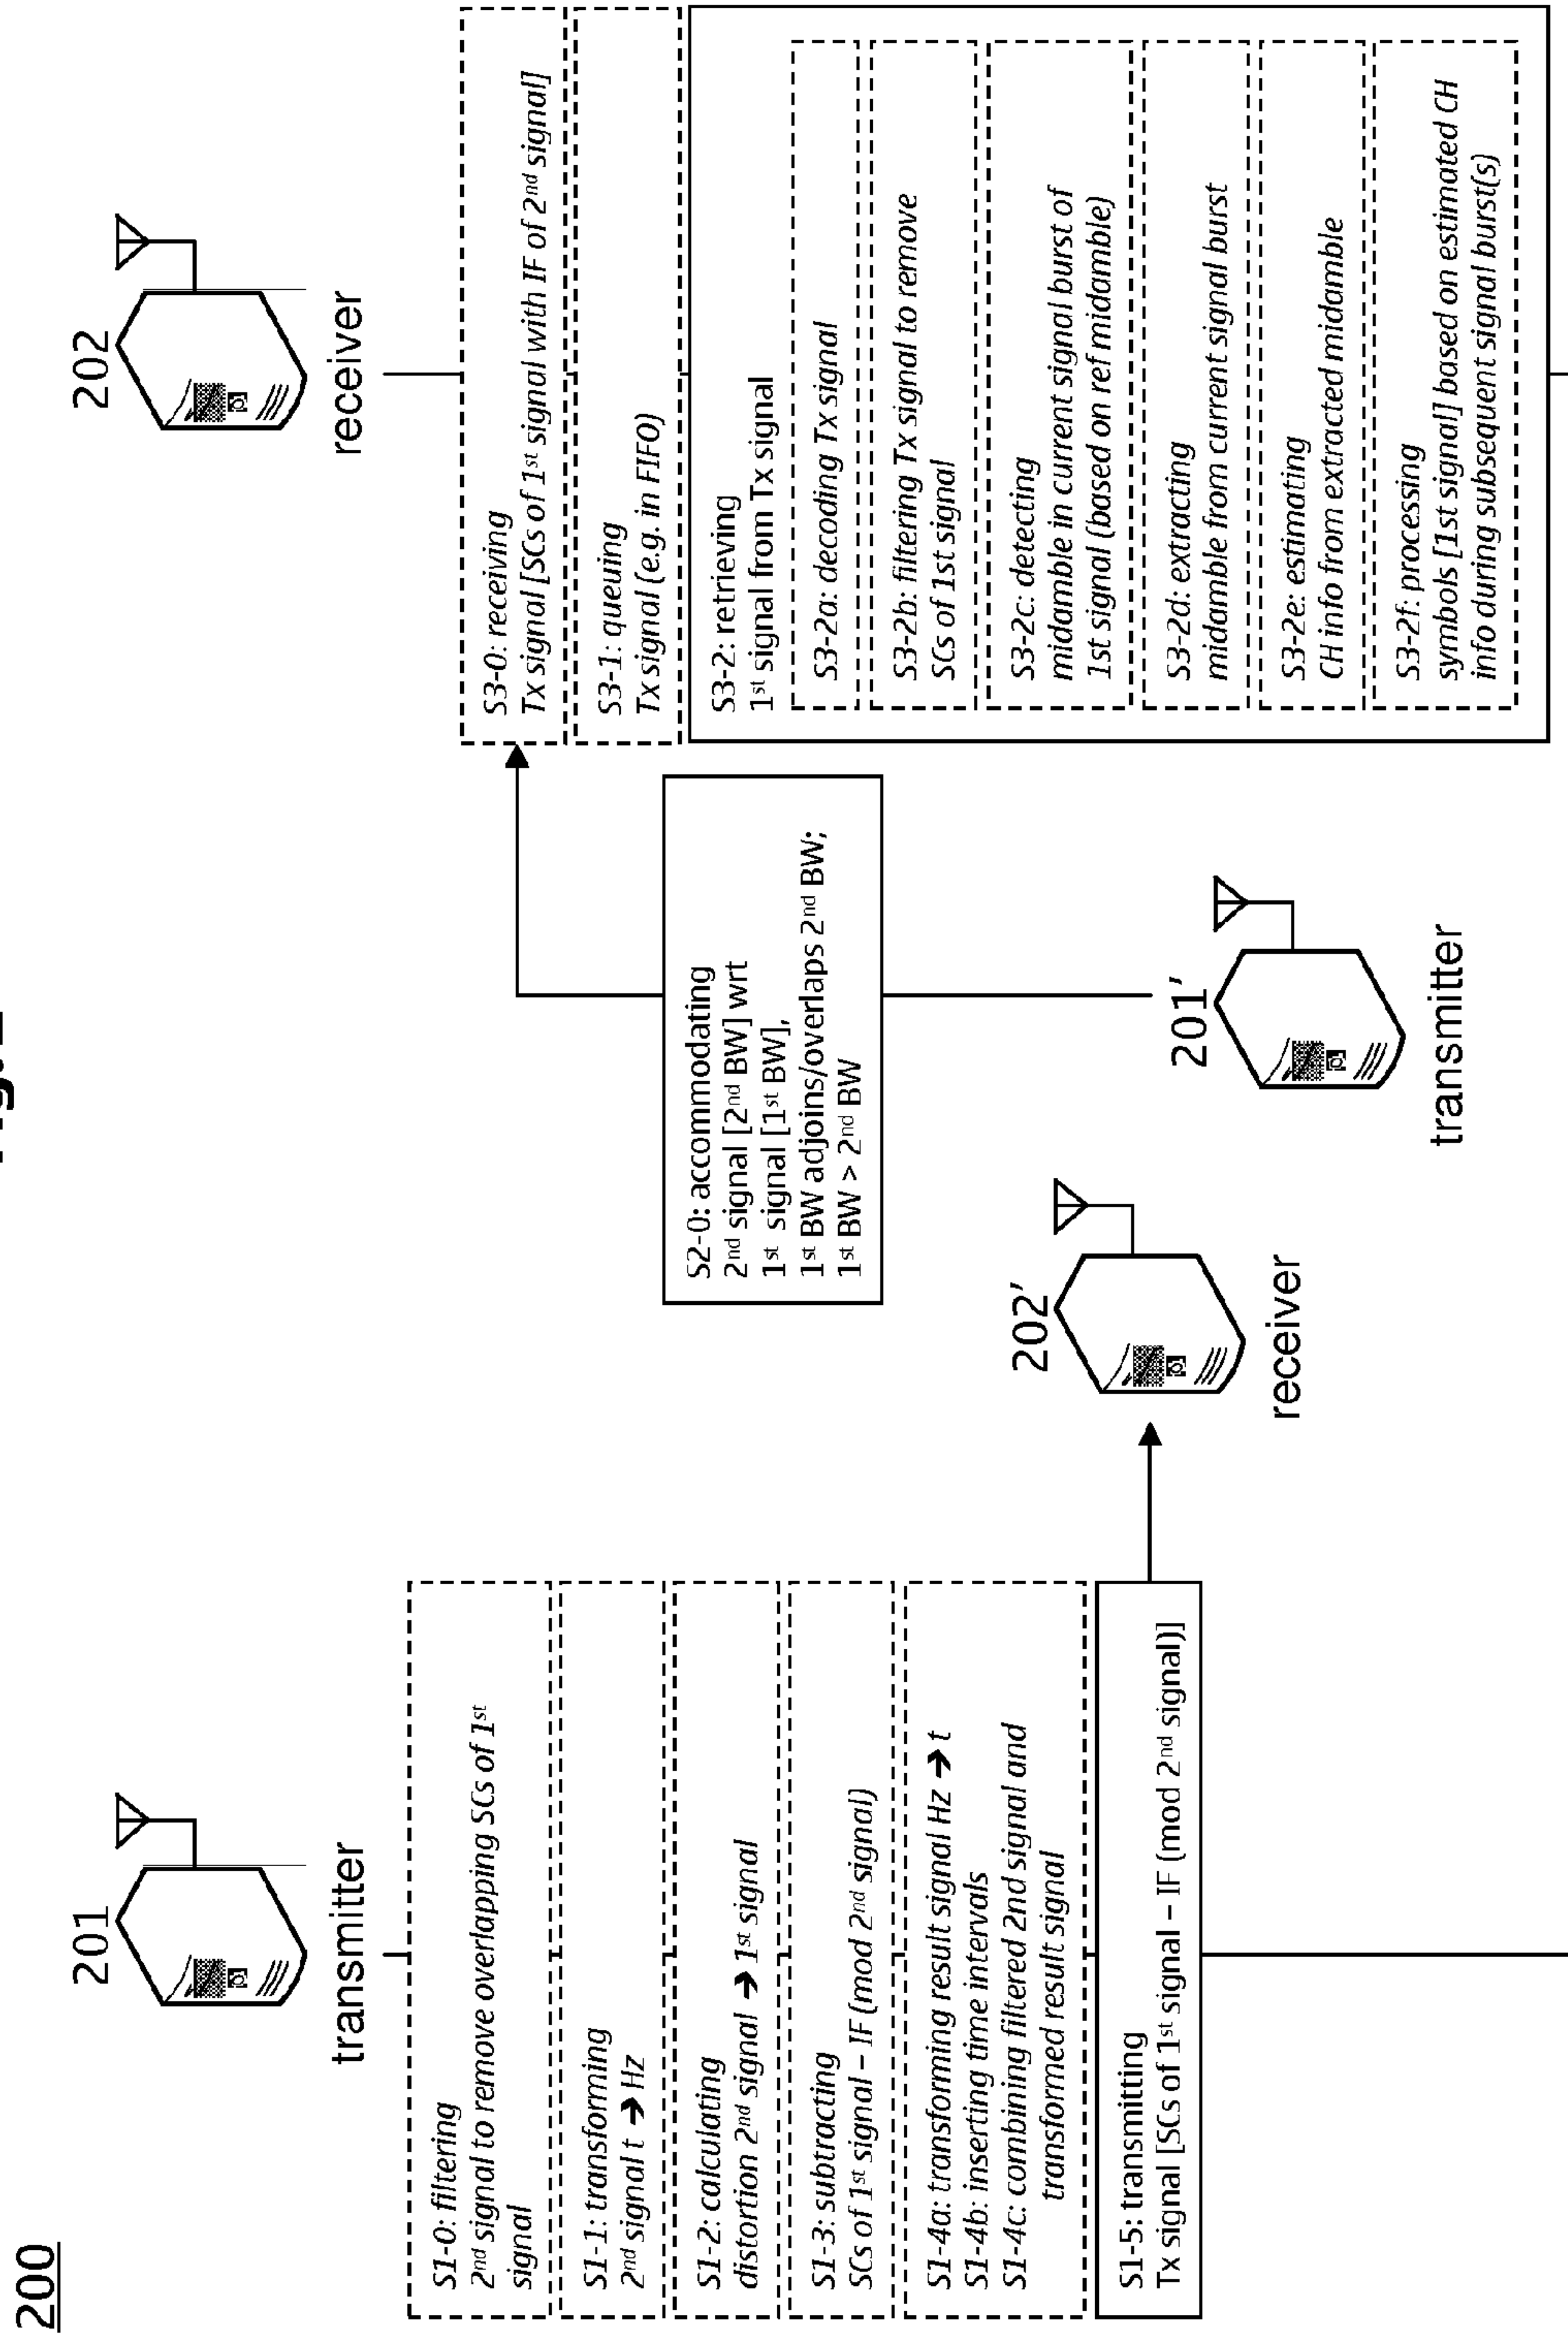 200
201
transmitter
S1-0: filtering
2nd signal to remove overlapping SCs of 1st
signal
S1-1: transforming
2nd signal t ➔ Hz
S1-2: calculating
distortion 2nd signal ➔ 1st signal
S1-3: subtracting
SCs of 1st signal – IF (mod 2nd signal)
S1-4a: transforming result signal Hz ➔ t
S1-4b: inserting time intervals
S1-4c: combining filtered 2nd signal and
transformed result signal
S1-5: transmitting
Tx signal [SCs of 1st signal – IF (mod 2nd signal)]
202'
receiver
S2-0: accommodating
2nd signal [2nd BW] wrt
1st signal [1st BW],
1st BW adjoins/overlaps 2nd BW;
1st BW > 2nd BW
201'
transmitter
202
receiver
S3-0: receiving
Tx signal [SCs of 1st signal with IF of 2nd signal]
S3-1: queuing
Tx signal (e.g. in FIFO)
S3-2: retrieving
1st signal from Tx signal
S3-2a: decoding Tx signal
S3-2b: filtering Tx signal to remove
SCs of 1st signal
S3-2c: detecting
midamble in current signal burst of
1st signal (based on ref midamble)
S3-2d: extracting
midamble from current signal burst
S3-2e: estimating
CH info from extracted midamble
S3-2f: processing
symbols [1st signal] based on estimated CH
info during subsequent signal burst(s)